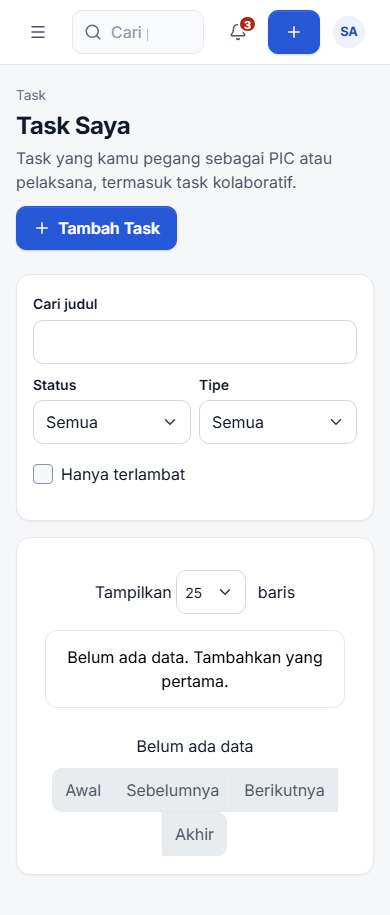 Cari
3
SA
Task
Task Saya
Task yang kamu pegang sebagai PIC atau
pelaksana, termasuk task kolaboratif.
+ Tambah Task
Cari judul
Status
Tipe
Semua
Semua
Hanya terlambat
Tampilkan 25 baris
Belum ada data. Tambahkan yang
pertama.
Belum ada data
Awal Sebelumnya Berikutnya
Akhir